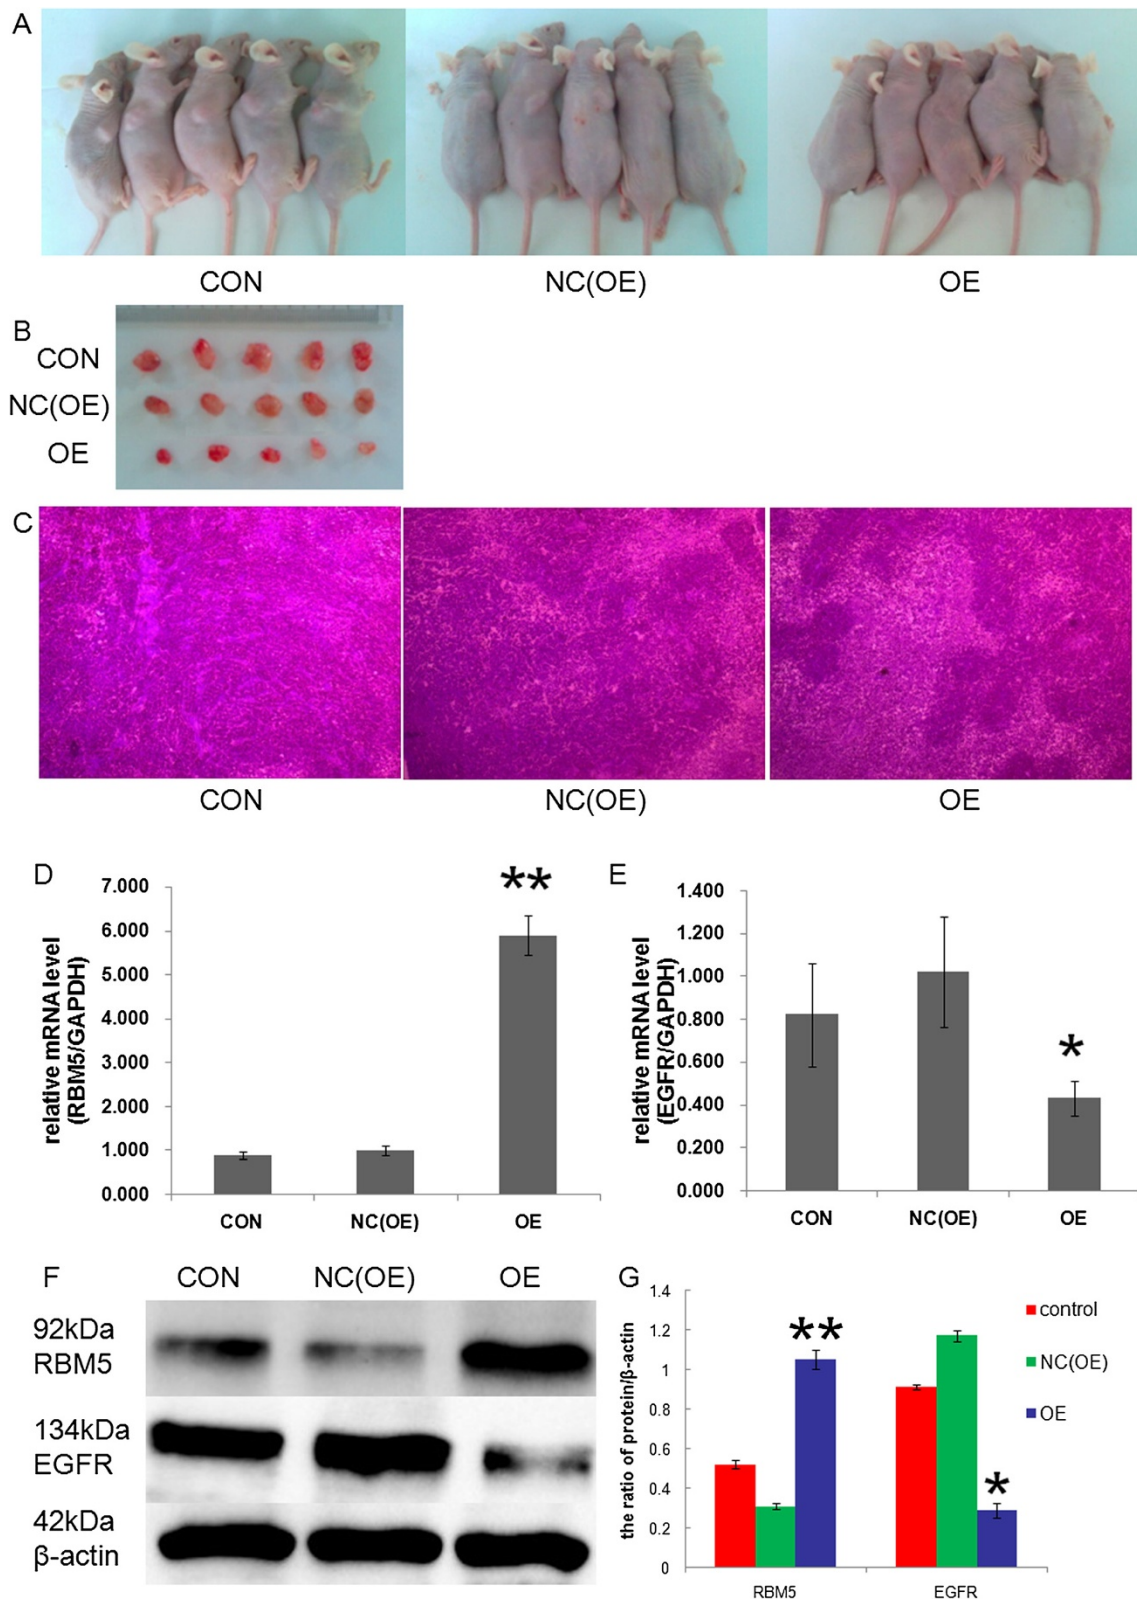 A
CON NC(OE) OE
B
CON
NC(OE)
OE
C
CON NC(OE) OE
D
relative mRNA level
(RBM5/GAPDH)
7.000
6.000
5.000
4.000
3.000
2.000
1.000
0.000
**
CON NC(OE) OE
E
relative mRNA level
(EGFR/GAPDH)
1.400
1.200
1.000
0.800
0.600
0.400
0.200
0.000
*
CON NC(OE) OE
F
CON NC(OE) OE
92kDa
RBM5
134kDa
EGFR
42kDa
β-actin
G
the ratio of protein/β-actin
1.4
1.2
1
0.8
0.6
0.4
0.2
0
**
*
RBM5 EGFR
control
NC(OE)
OE